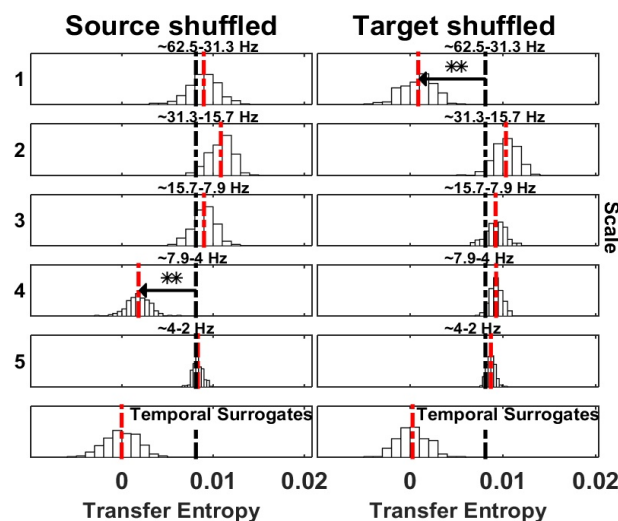 Source shuffled Target shuffled
~62.5-31.3 Hz ~62.5-31.3 Hz
1 ** **
~31.3-15.7 Hz ~31.3-15.7 Hz
2
~15.7-7.9 Hz ~15.7-7.9 Hz
3 Scale
~7.9-4 Hz ~7.9-4 Hz
4 **
~4-2 Hz ~4-2 Hz
5
Temporal Surrogates Temporal Surrogates
0 0.01 0.02 0 0.01 0.02
Transfer Entropy Transfer Entropy